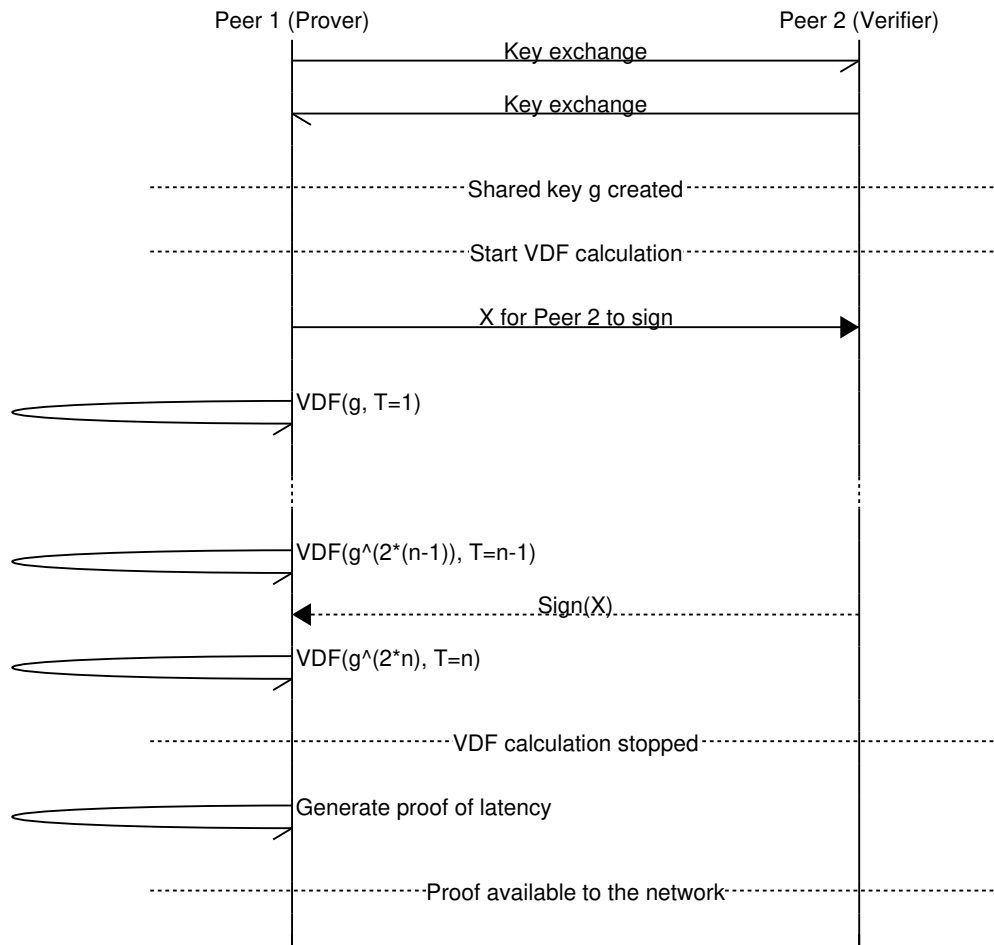 Peer 1 (Prover)
Peer 2 (Verifier)
Key exchange
Key exchange
Shared key g created
Start VDF calculation
X for Peer 2 to sign
VDF(g, T=1)
VDF(g^(2*(n-1)), T=n-1)
Sign(X)
VDF(g^(2*n), T=n)
VDF calculation stopped
Generate proof of latency
Proof available to the network